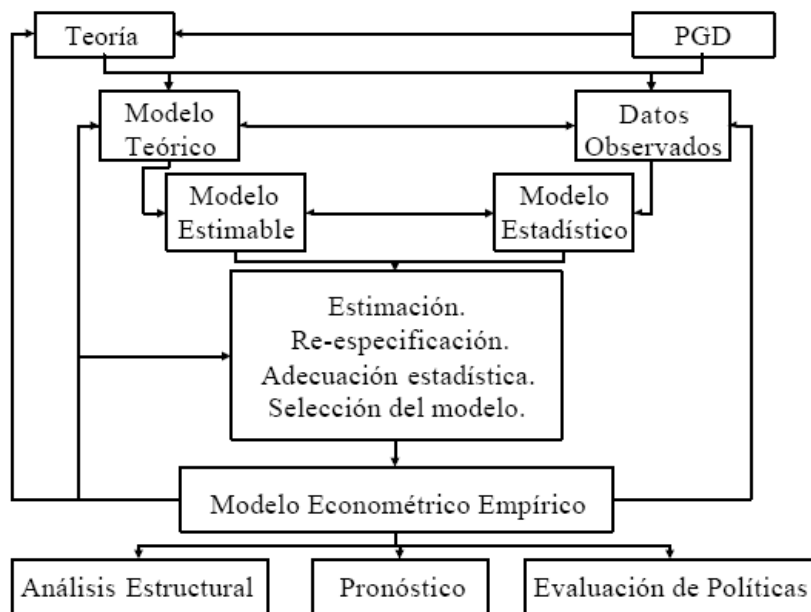 Teoría
PGD
Modelo
Teórico
Datos
Observados
Modelo
Estimable
Modelo
Estadístico
Estimación.
Re-especificación.
Adecuación estadística.
Selección del modelo.
Modelo Econométrico Empírico
Análisis Estructural
Pronóstico
Evaluación de Políticas